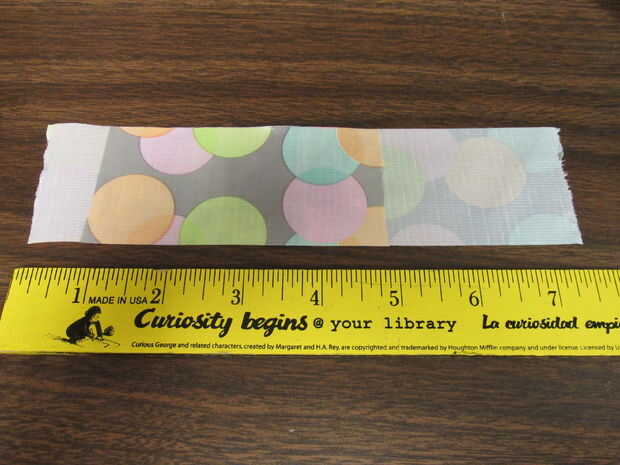 1 2 3 4 5 6 7
MADE IN USA
Curiosity begins @ your library La curiosidad empi
Curious George and related characters, created by Margaret and H.A. Rey, are copyrighted and trademarked by Houghton Mifflin company and under license. Licensed by U